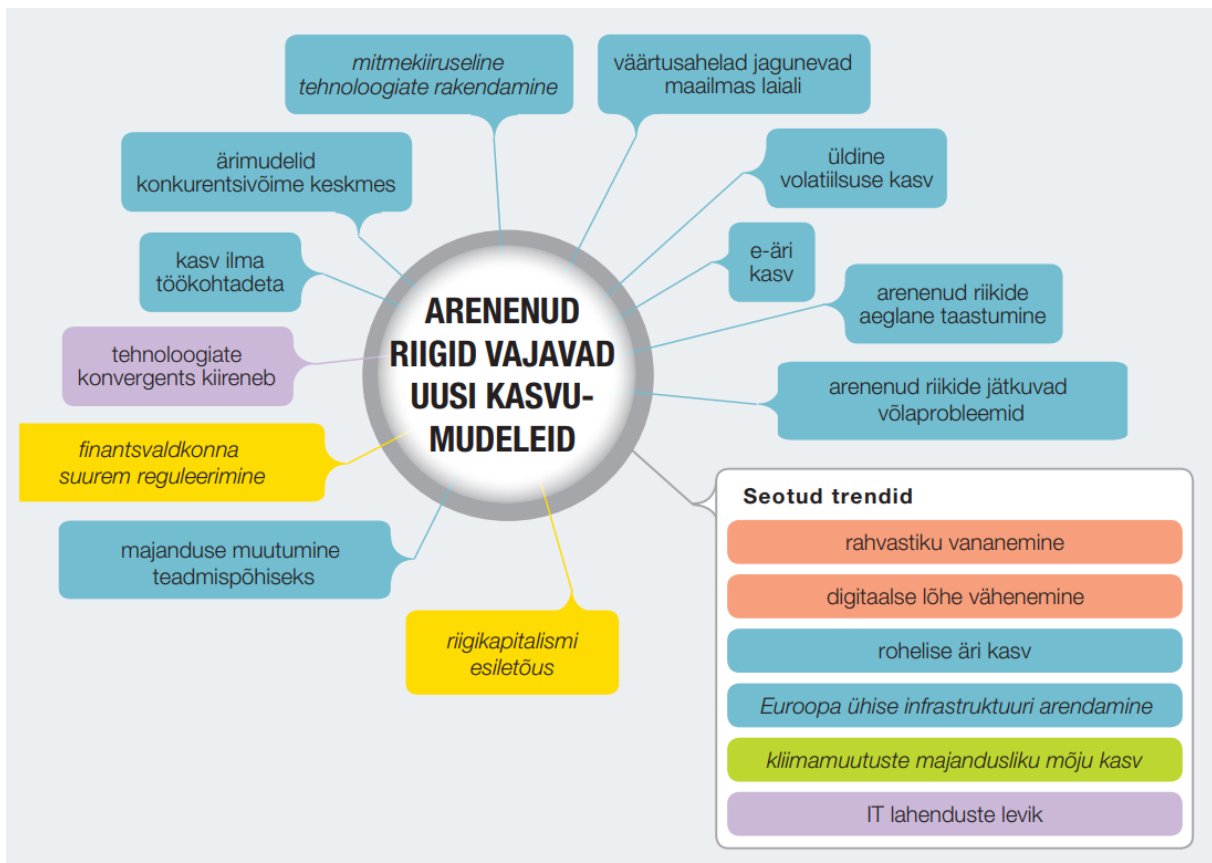 mitmekiiruseline
tehnoloogiate rakendamine
väärtusahelad jagunevad
maailmas laiali
ärimudelid
konkurentsivõime keskmes
üldine
volatiilsuse kasv
kasv ilma
töökohtadeta
e-äri
kasv
arenenud riikide
aeglane taastumine
tehnoloogiate
konvergents kiireneb
ARENENUD
RIIGID VAJAVAD
UUSI KASVU-
MUDELEID
arenenud riikide jätkuvad
võlaprobleemid
finantsvaldkonna
suurem reguleerimine
majanduse muutumine
teadmispõhiseks
riigikapitalismi
esiletõus
Seotud trendid
rahvastiku vananemine
digitaalse lõhe vähenemine
rohelise äri kasv
Euroopa ühise infrastruktuuri arendamine
kliimamuutuste majandusliku mõju kasv
IT lahenduste levik